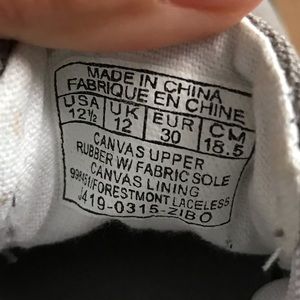 MADE IN CHINA
FABRIQUE EN CHINE
USA UK EUR CM
12½ 12 30 18.5
CANVAS UPPER
RUBBER W/ FABRIC SOLE
CANVAS LINING
FORESTMONT LACELESS
J419-0315-ZIBO